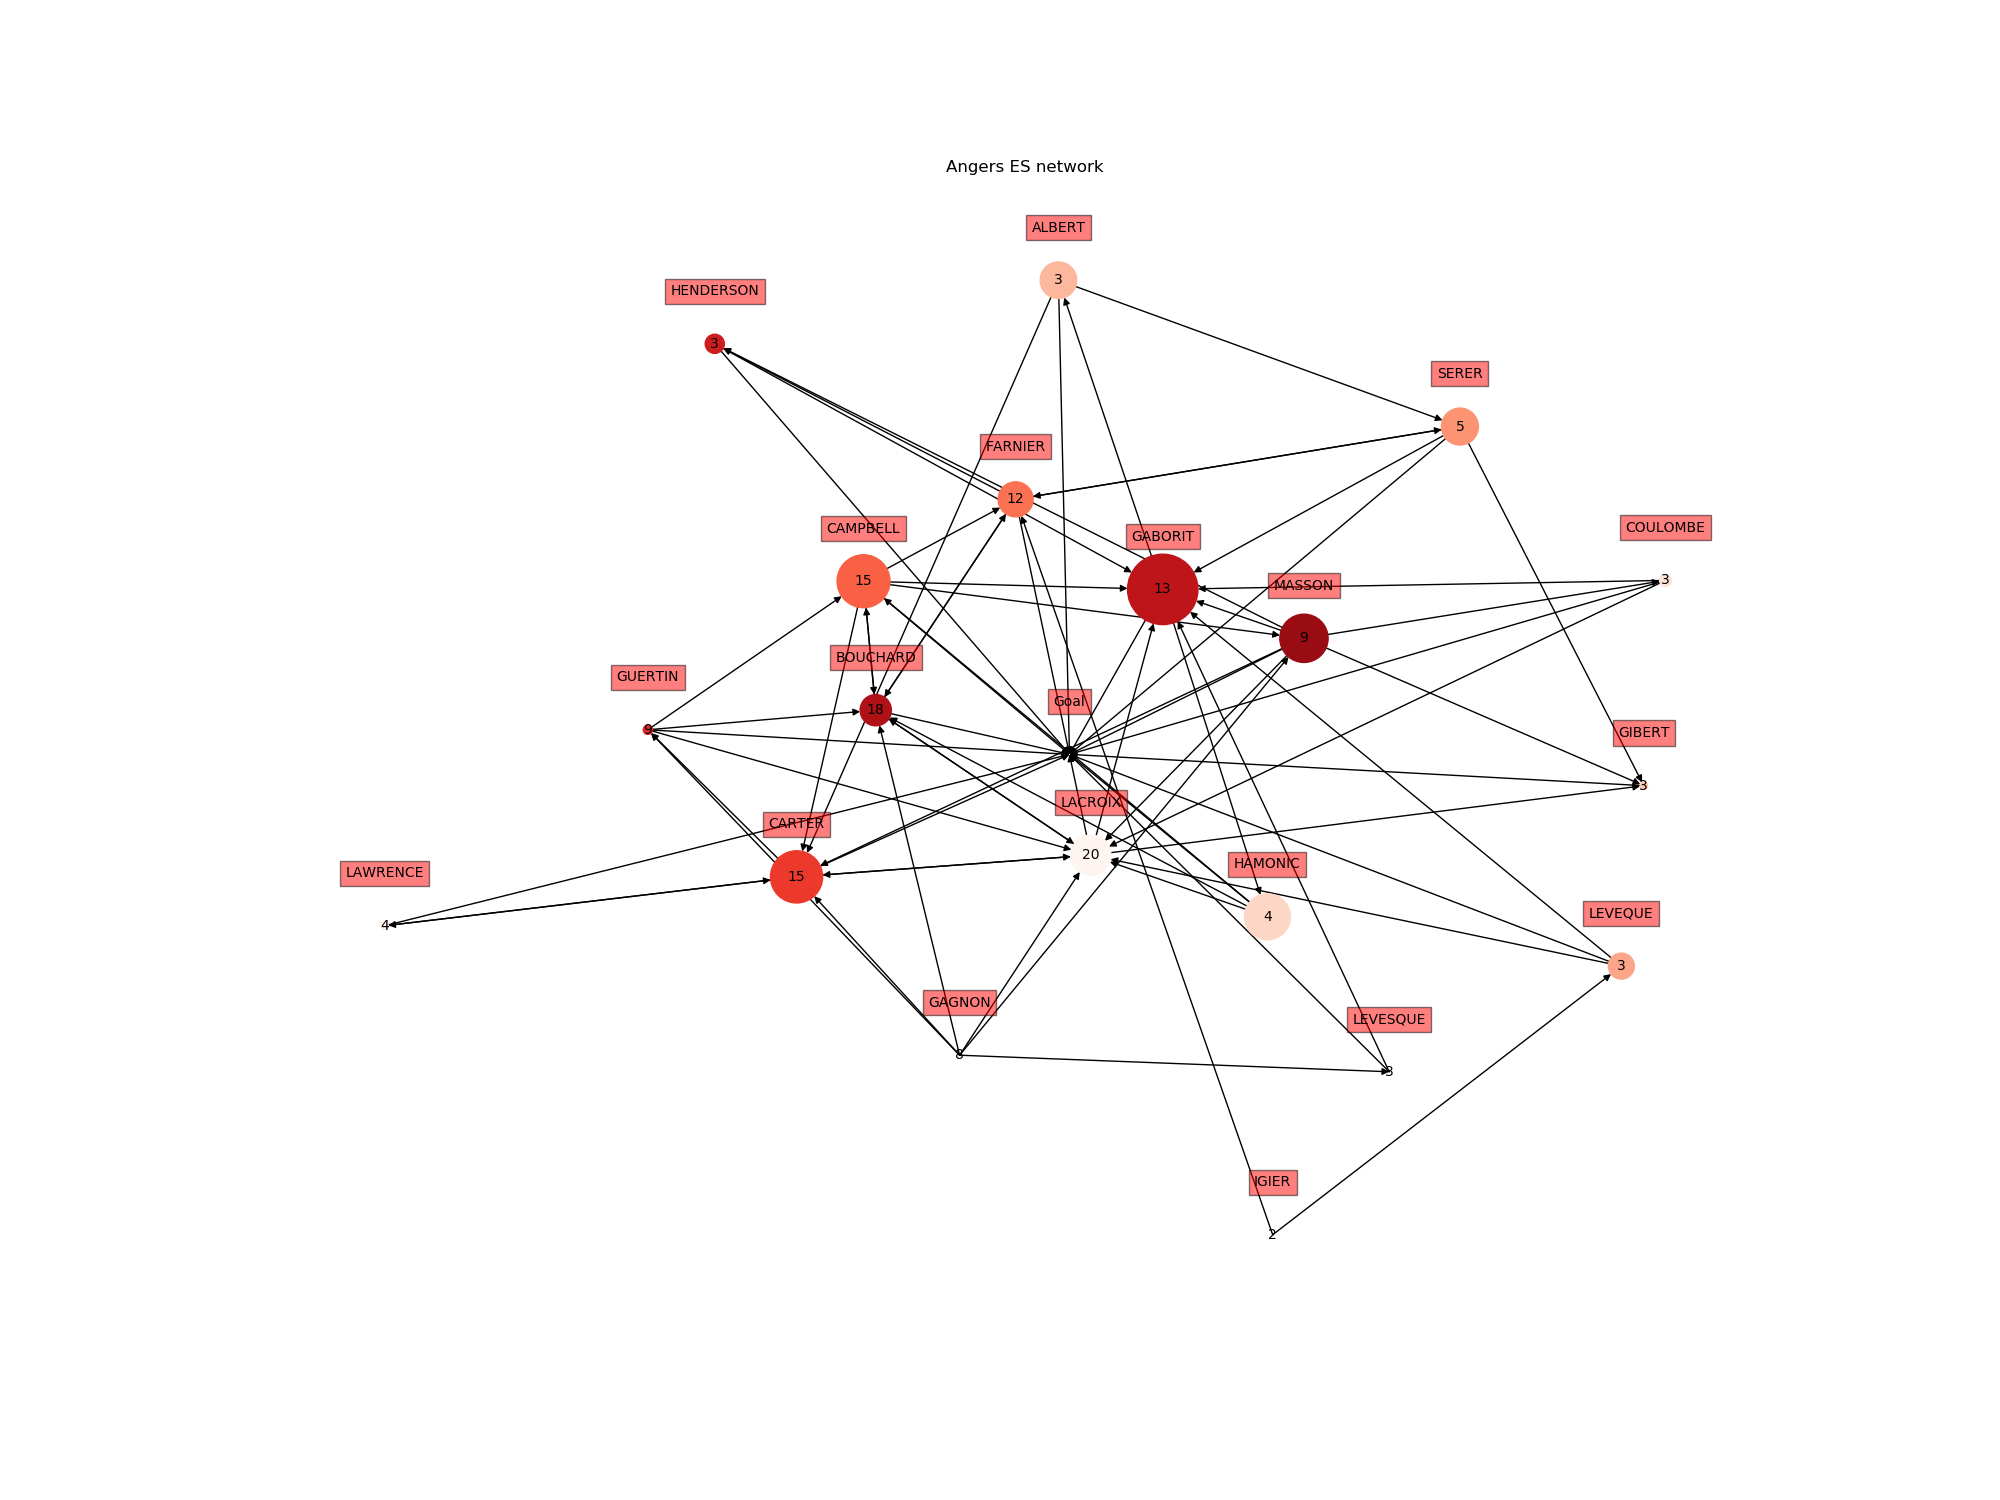 Angers ES network
ALBERT
3
HENDERSON
3
SERER
5
FARNIER
12
CAMPBELL
15
GABORIT
13
COULOMBE
3
MASSON
9
BOUCHARD
18
GUERTIN
9
Goal
GIBERT
3
LACROIX
20
CARTER
15
LAWRENCE
4
HAMONIC
4
LEVEQUE
3
GAGNON
8
LEVESQUE
3
IGIER
2